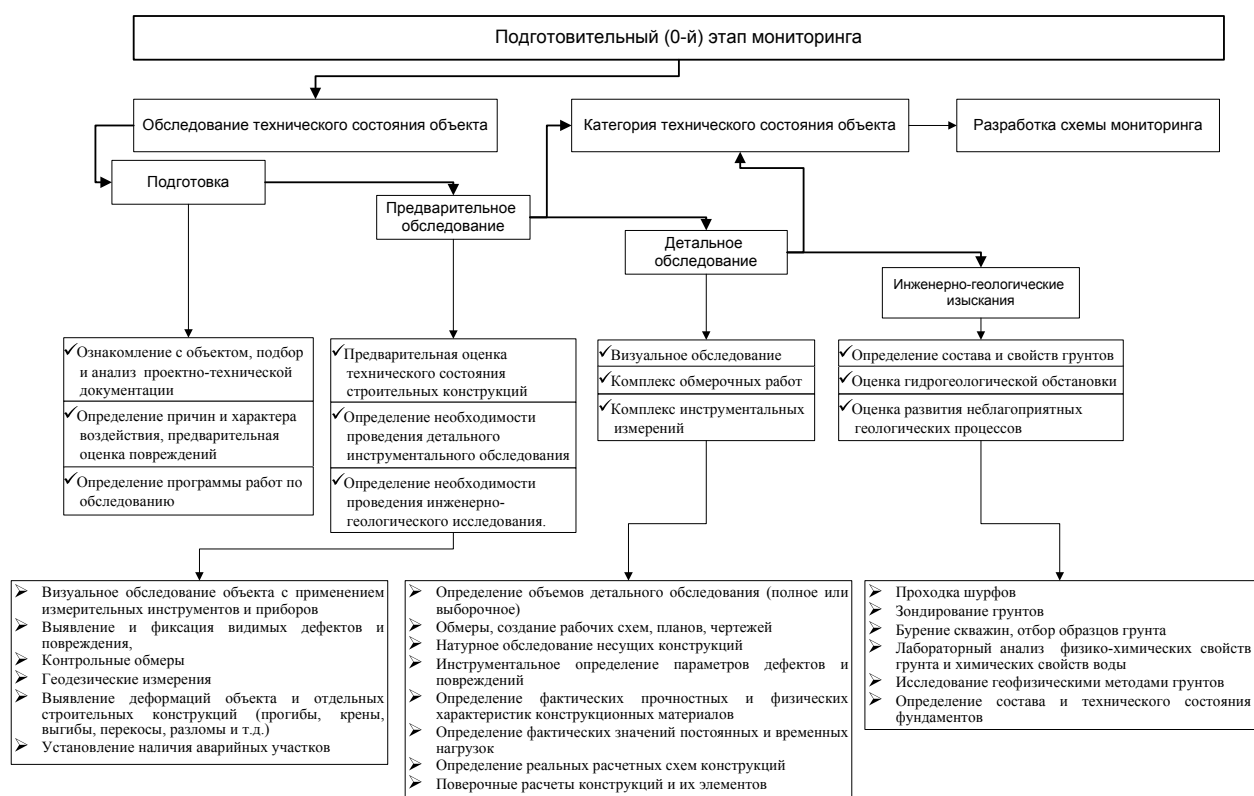 Подготовительный (0-й) этап мониторинга
Обследование технического состояния объекта
Категория технического состояния объекта
Разработка схемы мониторинга
Подготовка
Предварительное
обследование
Детальное
обследование
Инженерно-геологические
изыскания
Ознакомление с объектом, подбор
и анализ проектно-технической
документации
Определение причин и характера
воздействия, предварительная
оценка повреждений
Определение программы работ по
обследованию
Предварительная оценка
технического состояния
строительных конструкций
Определение необходимости
проведения детального
инструментального обследования
Определение необходимости
проведения инженерно-
геологического исследования.
Визуальное обследование
Комплекс обмерочных работ
Комплекс инструментальных
измерений
Определение состава и свойств грунтов
Оценка гидрогеологической обстановки
Оценка развития неблагоприятных
геологических процессов
Визуальное обследование объекта с применением
измерительных инструментов и приборов
Выявление и фиксация видимых дефектов и
повреждения,
Контрольные обмеры
Геодезические измерения
Выявление деформаций объекта и отдельных
строительных конструкций (прогибы, крены,
выгибы, перекосы, разломы и т.д.)
Установление наличия аварийных участков
Определение объемов детального обследования (полное или
выборочное)
Обмеры, создание рабочих схем, планов, чертежей
Натурное обследование несущих конструкций
Инструментальное определение параметров дефектов и
повреждений
Определение фактических прочностных и физических
характеристик конструкционных материалов
Определение фактических значений постоянных и временных
нагрузок
Определение реальных расчетных схем конструкций
Поверочные расчеты конструкций и их элементов
Проходка шурфов
Зондирование грунтов
Бурение скважин, отбор образцов грунта
Лабораторный анализ физико-химических свойств
грунта и химических свойств воды
Исследование геофизическими методами грунтов
Определение состава и технического состояния
фундаментов